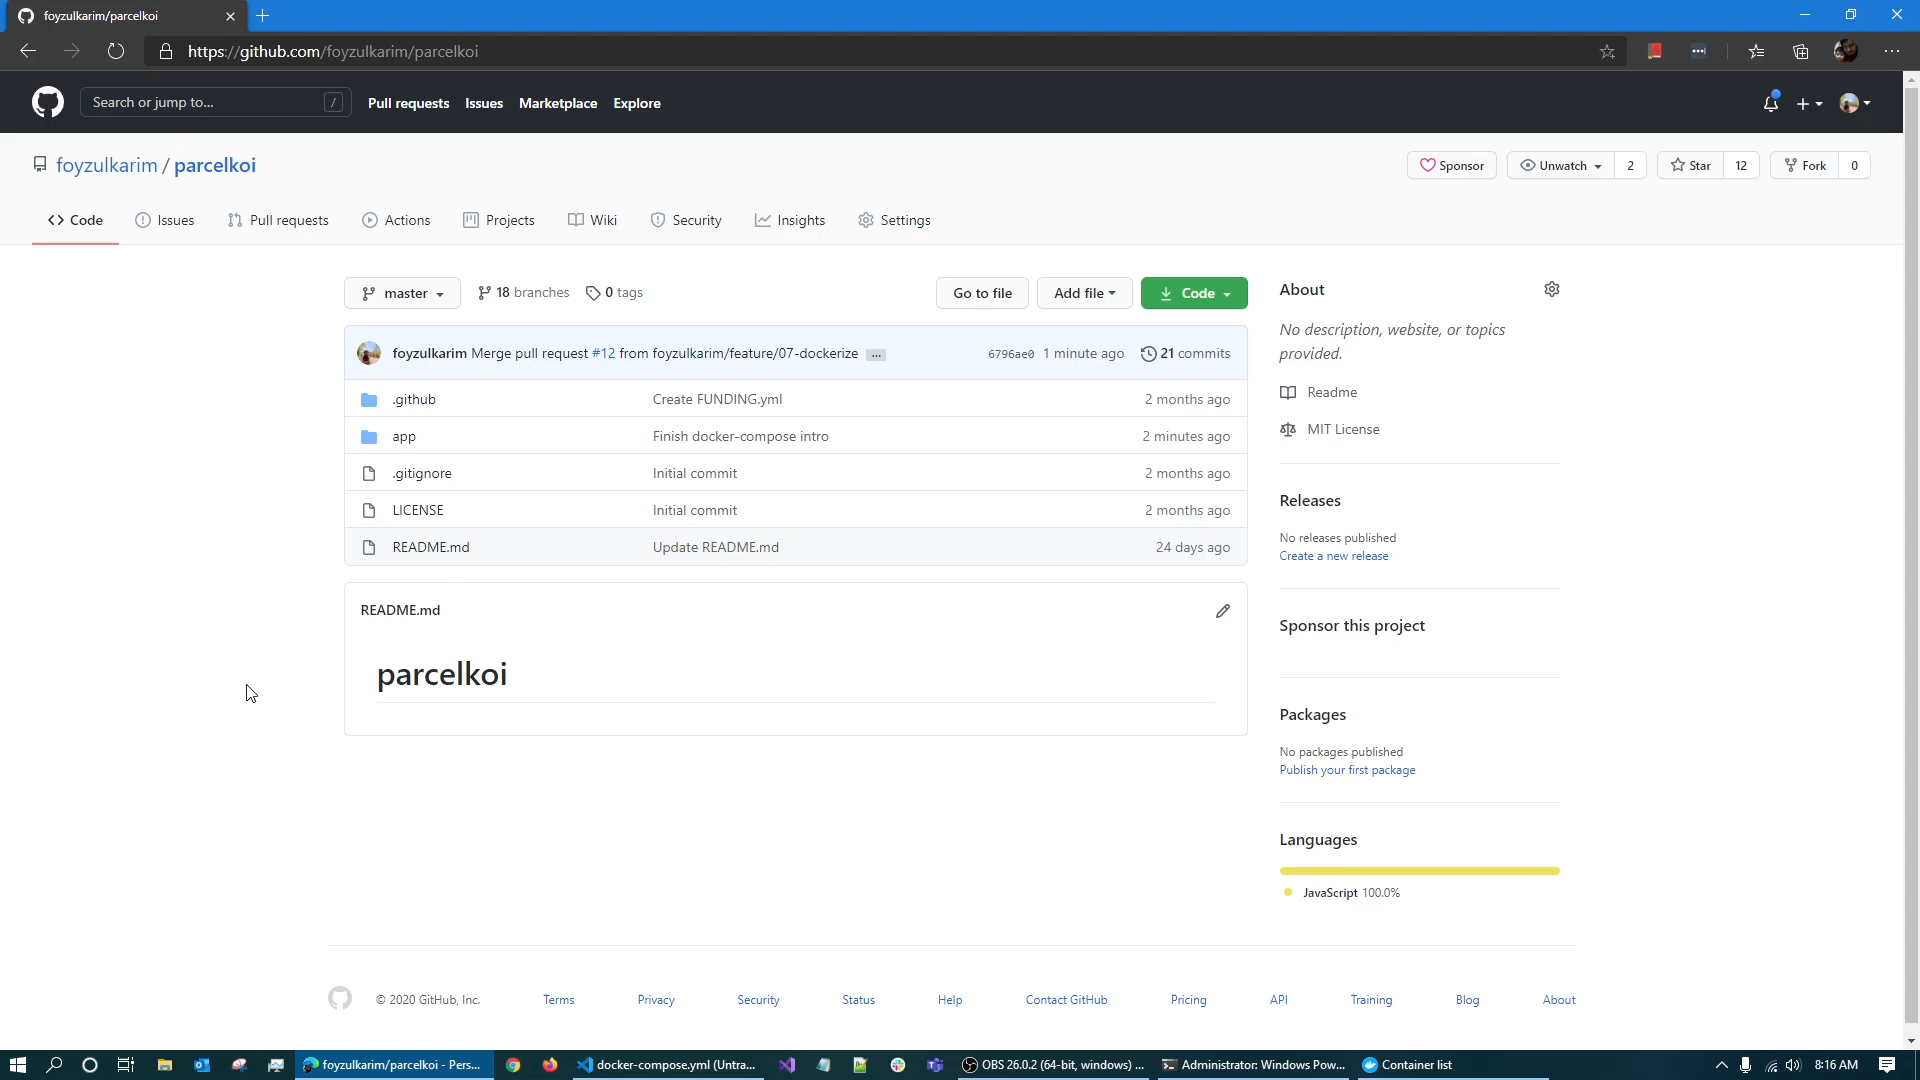 foyzulkarim/parcelkoi
https://github.com/foyzulkarim/parcelkoi
Search or jump to... /
Pull requests Issues Marketplace Explore
foyzulkarim / parcelkoi
Sponsor Unwatch 2 Star 12 Fork 0
Code Issues Pull requests Actions Projects Wiki Security Insights Settings
master 18 branches 0 tags Go to file Add file Code
foyzulkarim Merge pull request #12 from foyzulkarim/feature/07-dockerize ... 6796ae0 1 minute ago 21 commits
.github Create FUNDING.yml 2 months ago
app Finish docker-compose intro 2 minutes ago
.gitignore Initial commit 2 months ago
LICENSE Initial commit 2 months ago
README.md Update README.md 24 days ago
README.md
parcelkoi
About
No description, website, or topics
provided.
Readme
MIT License
Releases
No releases published
Create a new release
Sponsor this project
Packages
No packages published
Publish your first package
Languages
JavaScript 100.0%
© 2020 GitHub, Inc. Terms Privacy Security Status Help Contact GitHub Pricing API Training Blog About
foyzulkarim/parcelkoi - Pers... docker-compose.yml (Untra... OBS 26.0.2 (64-bit, windows) ... Administrator: Windows Pow... Container list 8:16 AM